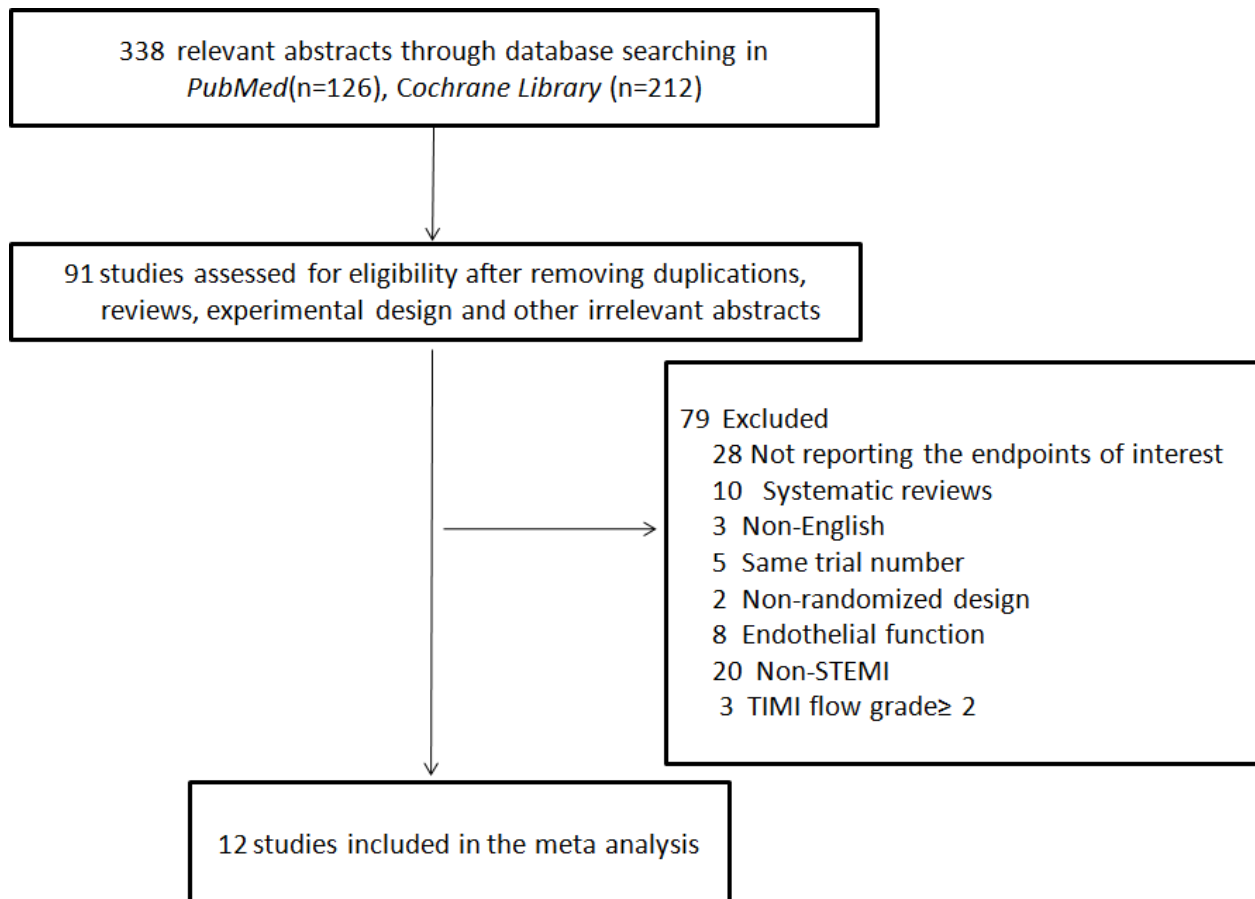 338 relevant abstracts through database searching in
PubMed(n=126), Cochrane Library (n=212)
91 studies assessed for eligibility after removing duplications,
reviews, experimental design and other irrelevant abstracts
79 Excluded
28 Not reporting the endpoints of interest
10 Systematic reviews
3 Non-English
5 Same trial number
2 Non-randomized design
8 Endothelial function
20 Non-STEMI
3 TIMI flow grade≥ 2
12 studies included in the meta analysis